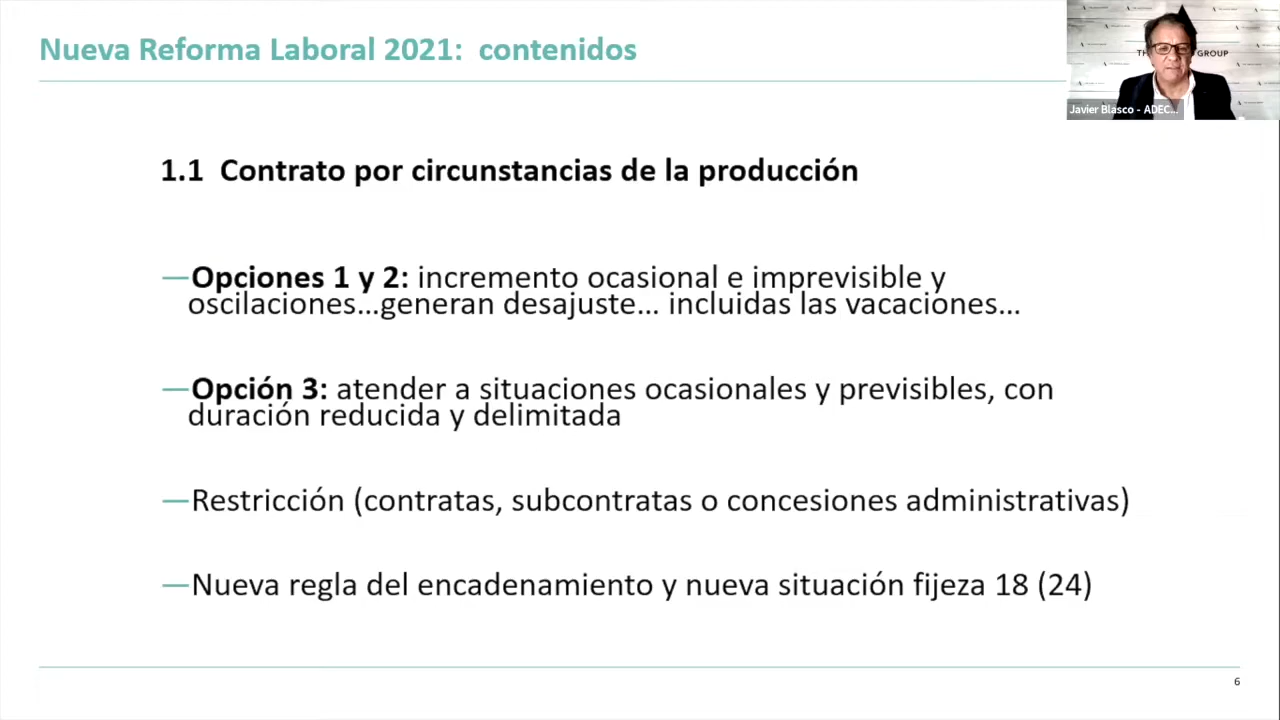 Nueva Reforma Laboral 2021: contenidos
TH GROUP
Javier Blasco - ADEC...
1.1 Contrato por circunstancias de la producción
—Opciones 1 y 2: incremento ocasional e imprevisible y
oscilaciones...generan desajuste... incluidas las vacaciones...
—Opción 3: atender a situaciones ocasionales y previsibles, con
duración reducida y delimitada
—Restricción (contratas, subcontratas o concesiones administrativas)
—Nueva regla del encadenamiento y nueva situación fijeza 18 (24)
6